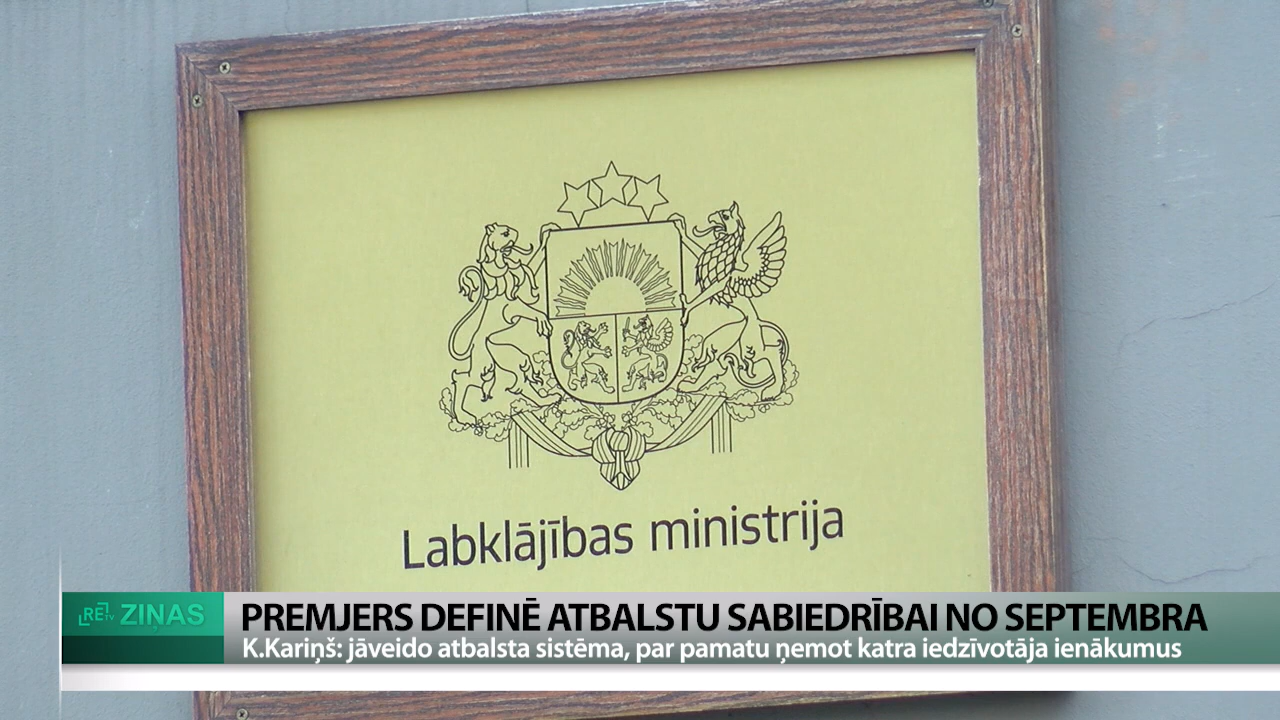 Labklājības ministrija
RE TV ZIŅAS
PREMJERS DEFINĒ ATBALSTU SABIEDRĪBAI NO SEPTEMBRA
K.Kariņš: jāveido atbalsta sistēma, par pamatu ņemot katra iedzīvotāja ienākumus